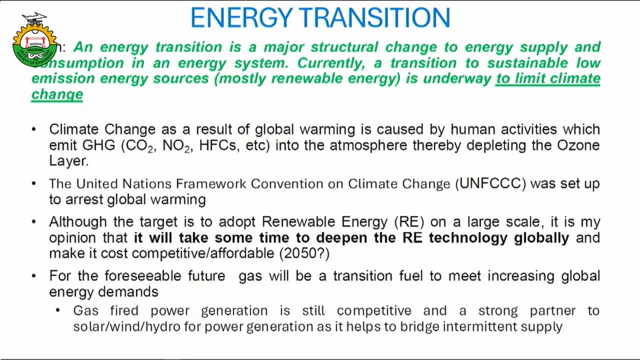 ENERGY TRANSITION
n: An energy transition is a major structural change to energy supply and
consumption in an energy system. Currently, a transition to sustainable low
emission energy sources (mostly renewable energy) is underway to limit climate
change
• Climate Change as a result of global warming is caused by human activities which
emit GHG (CO2, NO2, HFCs, etc) into the atmosphere thereby depleting the Ozone
Layer.
• The United Nations Framework Convention on Climate Change (UNFCCC) was set up
to arrest global warming
• Although the target is to adopt Renewable Energy (RE) on a large scale, it is my
opinion that it will take some time to deepen the RE technology globally and
make it cost competitive/affordable (2050?)
• For the foreseeable future gas will be a transition fuel to meet increasing global
energy demands
• Gas fired power generation is still competitive and a strong partner to
solar/wind/hydro for power generation as it helps to bridge intermittent supply